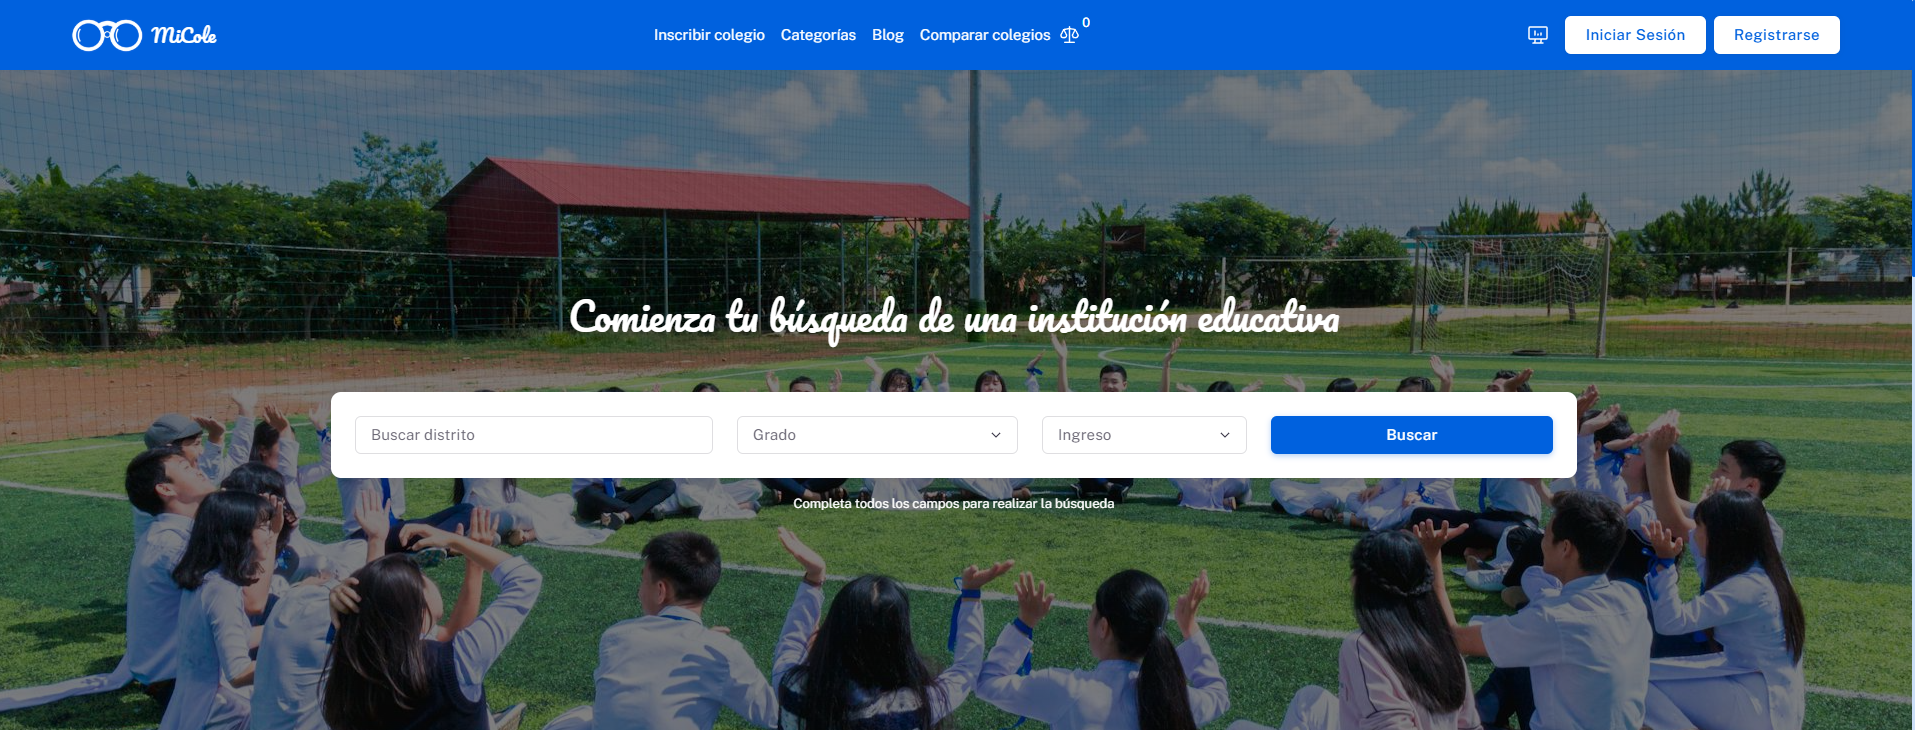 MiCole
Inscribir colegio
Categorías
Blog
Comparar colegios
0
Iniciar Sesión
Registrarse
Comienza tu búsqueda de una institución educativa
Buscar distrito
Grado
Ingreso
Buscar
Completa todos los campos para realizar la búsqueda